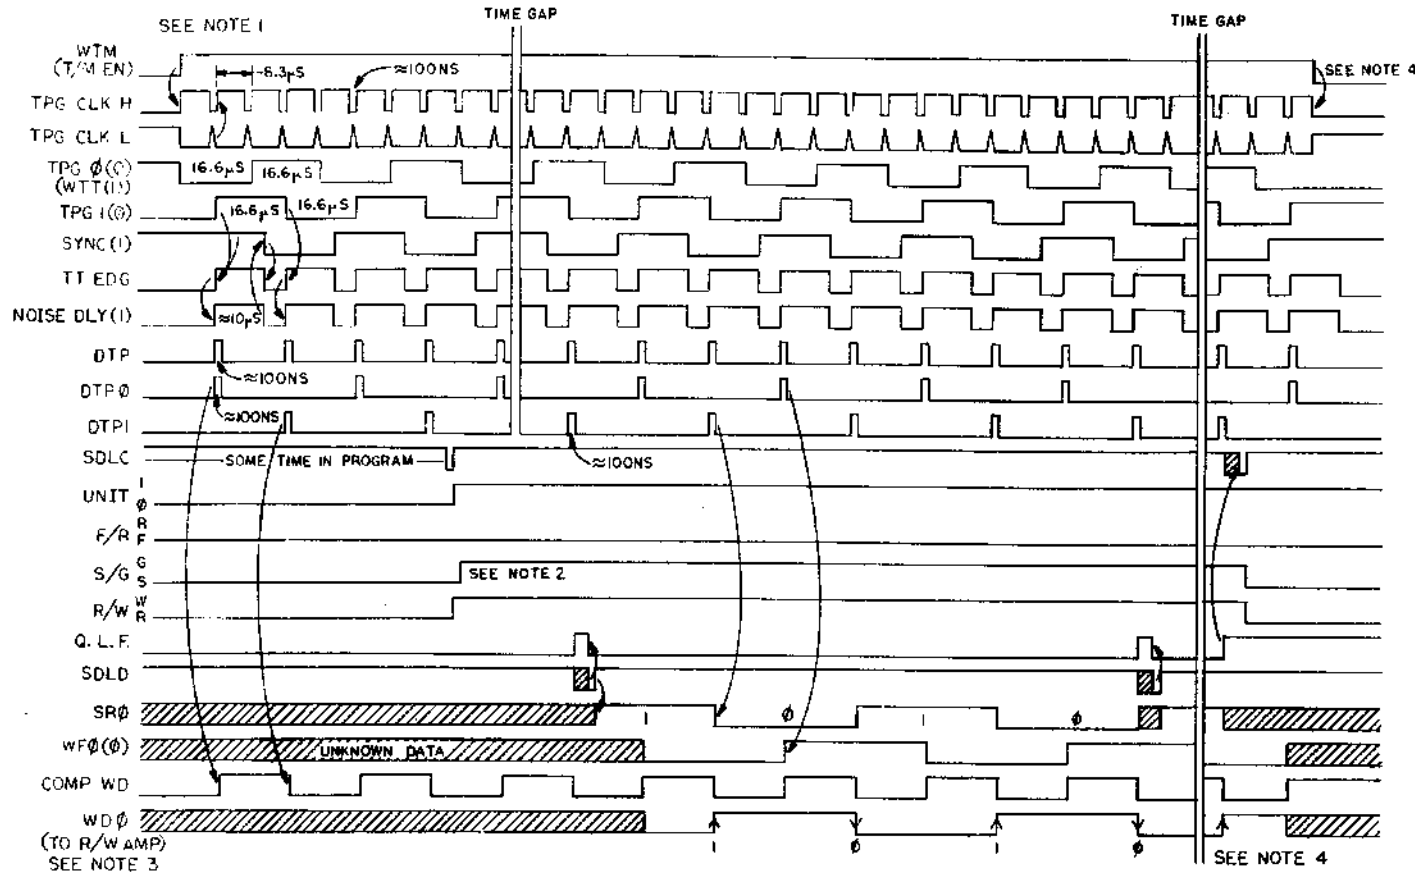 TIME GAP
TIME GAP
SEE NOTE 1
WTM
(T/M EN)
8.3µS
≈100NS
SEE NOTE 4
TPG CLK H
TPG CLK L
TPG Ø(0)
(WTT(1))
16.6µS
16.6µS
TPG 1(0)
16.6µS
16.6µS
SYNC(1)
TT EDG
NOISE DLY(1)
≈10µS
DTP
≈100NS
DTPØ
≈100NS
DTP1
≈100NS
SDLC
SOME TIME IN PROGRAM
UNIT 1
Ø
F/R R
F
S/G G
S
SEE NOTE 2
R/W W
R
Q.L.F.
SDLD
SRØ
1 Ø 1 Ø
WFØ(Ø)
UNKNOWN DATA
COMP WD
WDØ
(TO R/W AMP)
SEE NOTE 3
1 Ø 1 Ø
SEE NOTE 4